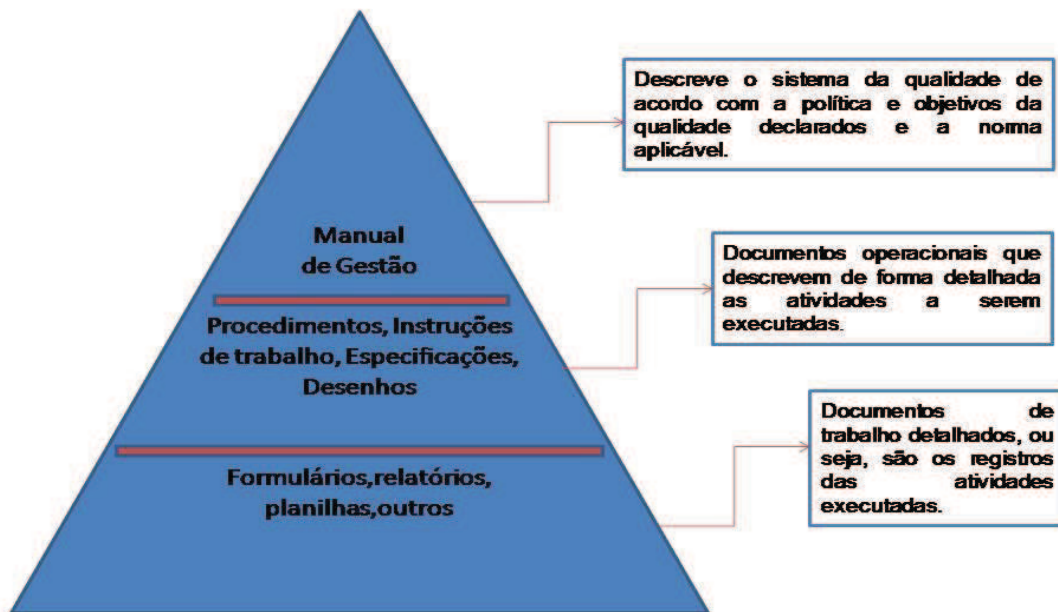 Descreve o sistema da qualidade de
acordo com a política e objetivos da
qualidade declarados e a norma
aplicável.
Manual
de Gestão
Documentos operacionais que
descrevem de forma detalhada
as atividades a serem
executadas.
Procedimentos, Instruções
de trabalho, Especificações,
Desenhos
Documentos de
trabalho detalhados, ou
seja, são os registros
das atividades
executadas.
Formulários,relatórios,
planilhas,outros